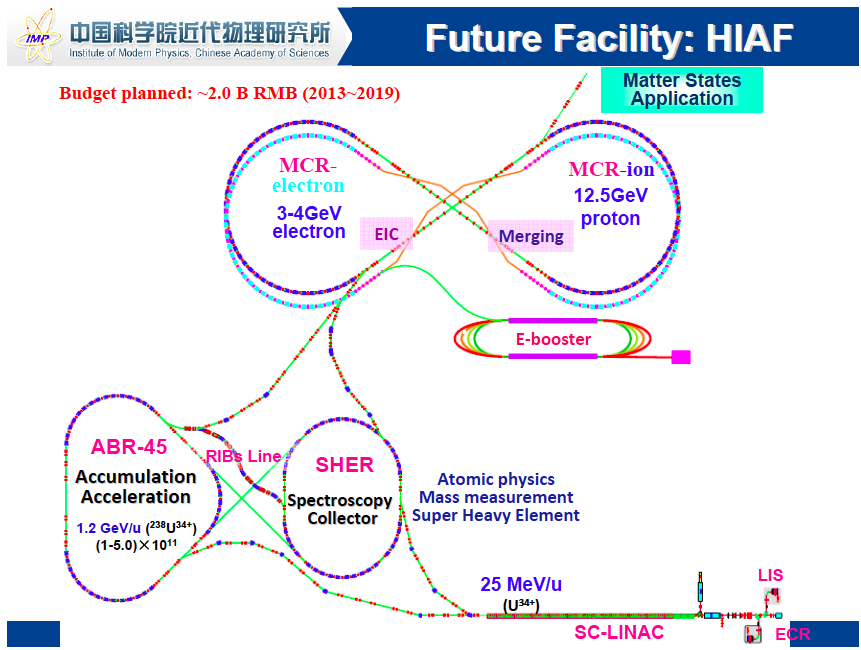 IMP
中国科学院近代物理研究所
Institute of Modern Physics, Chinese Academy of Sciences
Future Facility: HIAF
Budget planned: ~2.0 B RMB (2013~2019)
Matter States
Application
MCR-
electron
3-4GeV
electron
MCR-ion
12.5GeV
proton
EIC
Merging
E-booster
ABR-45
Accumulation
Acceleration
1.2 GeV/u (²³⁸U³⁴⁺)
(1-5.0)×10¹¹
RIBs Line
SHER
Spectroscopy
Collector
Atomic physics
Mass measurement
Super Heavy Element
25 MeV/u
(U³⁴⁺)
SC-LINAC
LIS
ECR